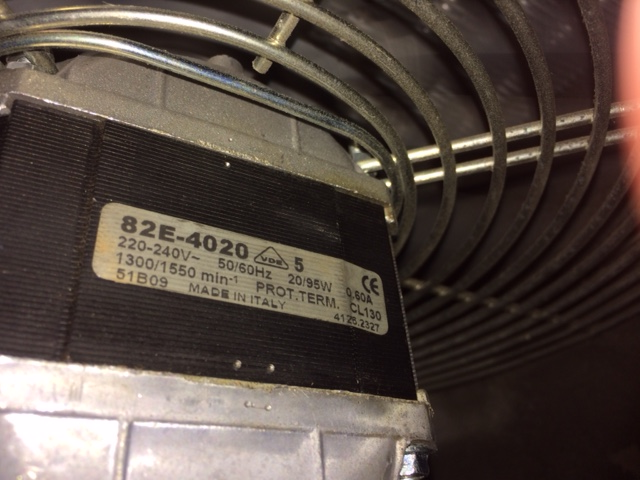 82E-4020 VDE 5 CE
220-240V~ 50/60Hz 20/95W 0,60A
1300/1550 min⁻¹ PROT.TERM. CL130
51B09 MADE IN ITALY 4125.2327